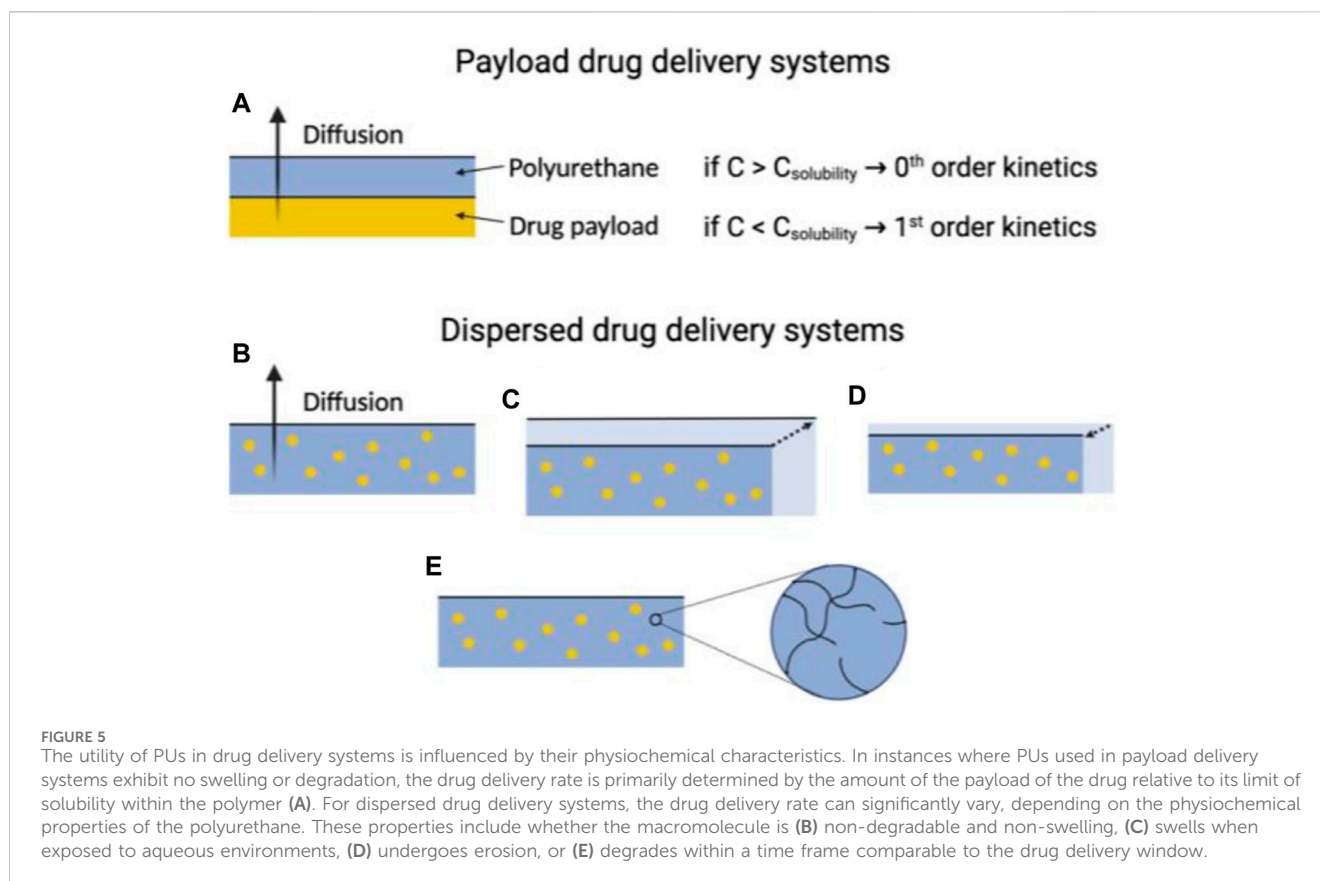 Payload drug delivery systems
A
Diffusion
Polyurethane if C > Csolubility → 0th order kinetics
Drug payload if C < Csolubility → 1st order kinetics
Dispersed drug delivery systems
B
Diffusion
C
D
E
FIGURE 5
The utility of PUs in drug delivery systems is influenced by their physiochemical characteristics. In instances where PUs used in payload delivery
systems exhibit no swelling or degradation, the drug delivery rate is primarily determined by the amount of the payload of the drug relative to its limit of
solubility within the polymer (A). For dispersed drug delivery systems, the drug delivery rate can significantly vary, depending on the physiochemical
properties of the polyurethane. These properties include whether the macromolecule is (B) non-degradable and non-swelling, (C) swells when
exposed to aqueous environments, (D) undergoes erosion, or (E) degrades within a time frame comparable to the drug delivery window.